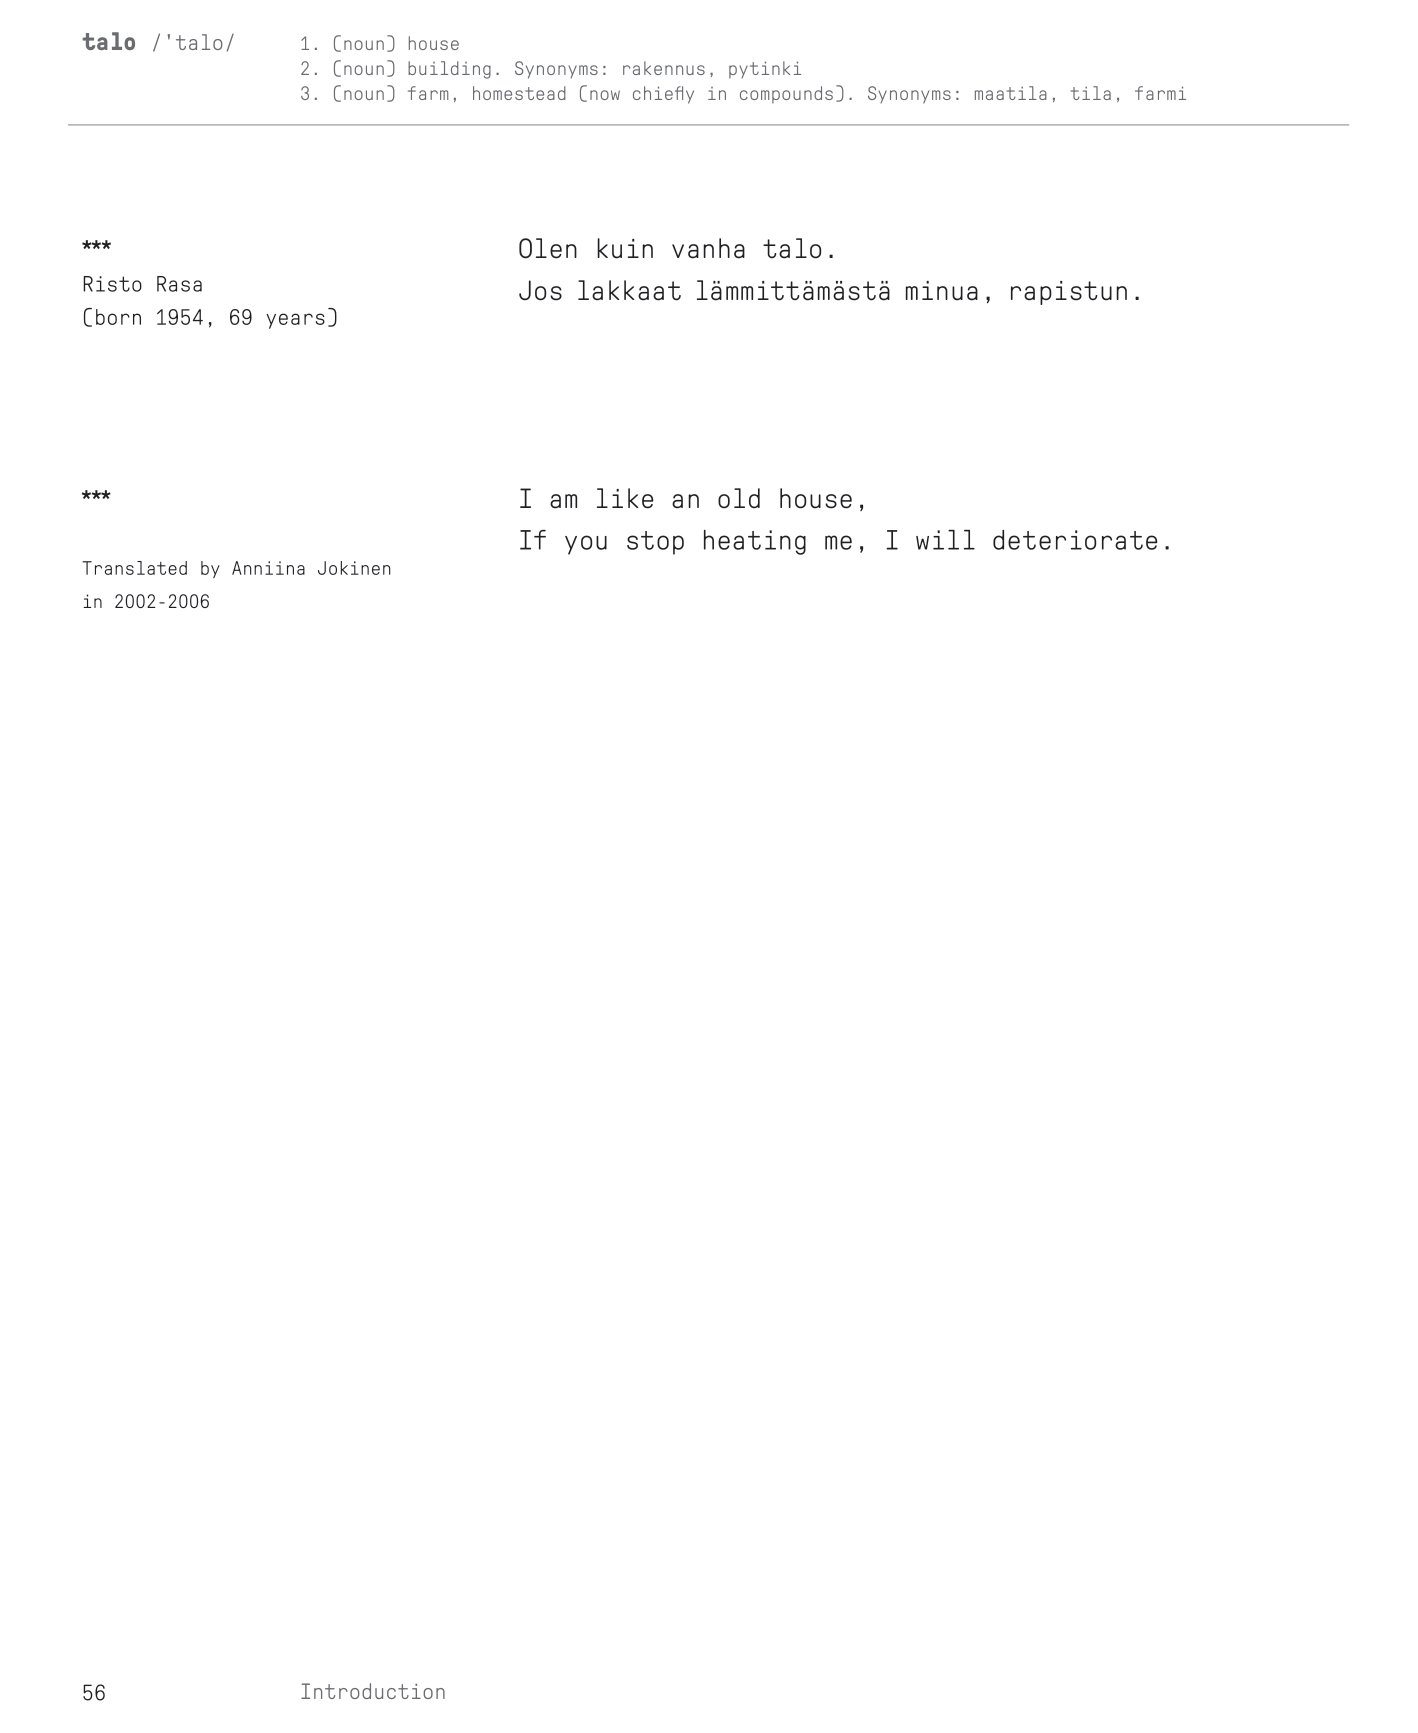 talo /'talo/
1. (noun) house
2. (noun) building. Synonyms: rakennus, pytinki
3. (noun) farm, homestead (now chiefly in compounds). Synonyms: maatila, tila, farmi
***
Risto Rasa
(born 1954, 69 years)
Olen kuin vanha talo.
Jos lakkaat lämmittämästä minua, rapistun.
***
Translated by Anniina Jokinen
in 2002-2006
I am like an old house,
If you stop heating me, I will deteriorate.
56 Introduction